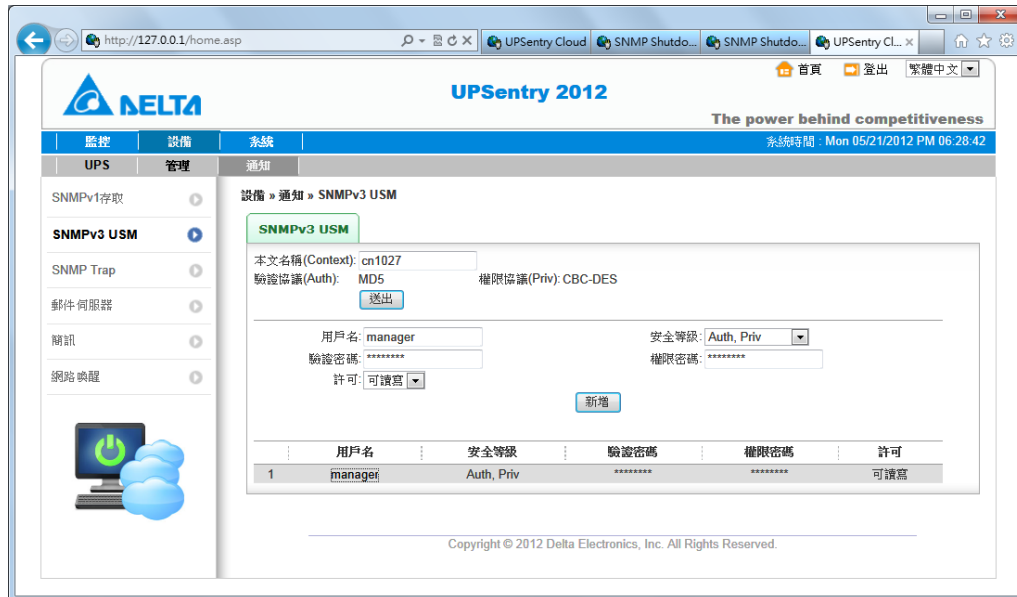 http://127.0.0.1/home.asp
UPSentry Cloud
SNMP Shutdo...
SNMP Shutdo...
UPSentry Cl...
首頁 登出 繁體中文
DELTA
UPSentry 2012
The power behind competitiveness
監控 設備 系統
系統時間 : Mon 05/21/2012 PM 06:28:42
UPS 管理 通知
SNMPv1存取
SNMPv3 USM
SNMP Trap
郵件伺服器
簡訊
網路喚醒
設備 » 通知 » SNMPv3 USM
SNMPv3 USM
本文名稱(Context): cn1027
驗證協議(Auth): MD5 權限協議(Priv): CBC-DES
送出
用戶名: manager 安全等級: Auth, Priv
驗證密碼: ******** 權限密碼: ********
許可: 可讀寫
新增
用戶名 安全等級 驗證密碼 權限密碼 許可
1 manager Auth, Priv ******** ******** 可讀寫
Copyright © 2012 Delta Electronics, Inc. All Rights Reserved.